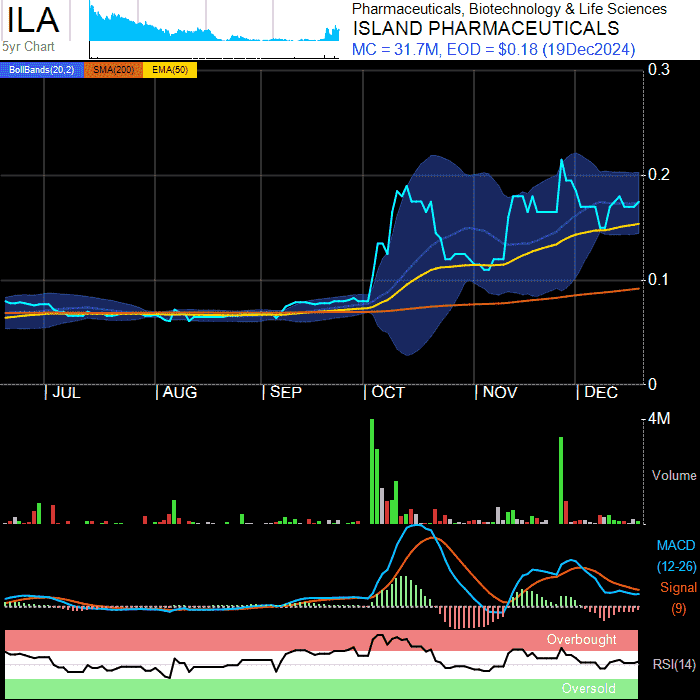 ILA
5yr Chart
Pharmaceuticals, Biotechnology & Life Sciences
ISLAND PHARMACEUTICALS
MC = 31.7M, EOD = $0.18 (19Dec2024)
BollBands(20,2) SMA(200) EMA(50)
0.3
0.2
0.1
0
| JUL | AUG | SEP | OCT | NOV | DEC
4M
Volume
MACD
(12-26)
Signal
(9)
Overbought
RSI(14)
Oversold